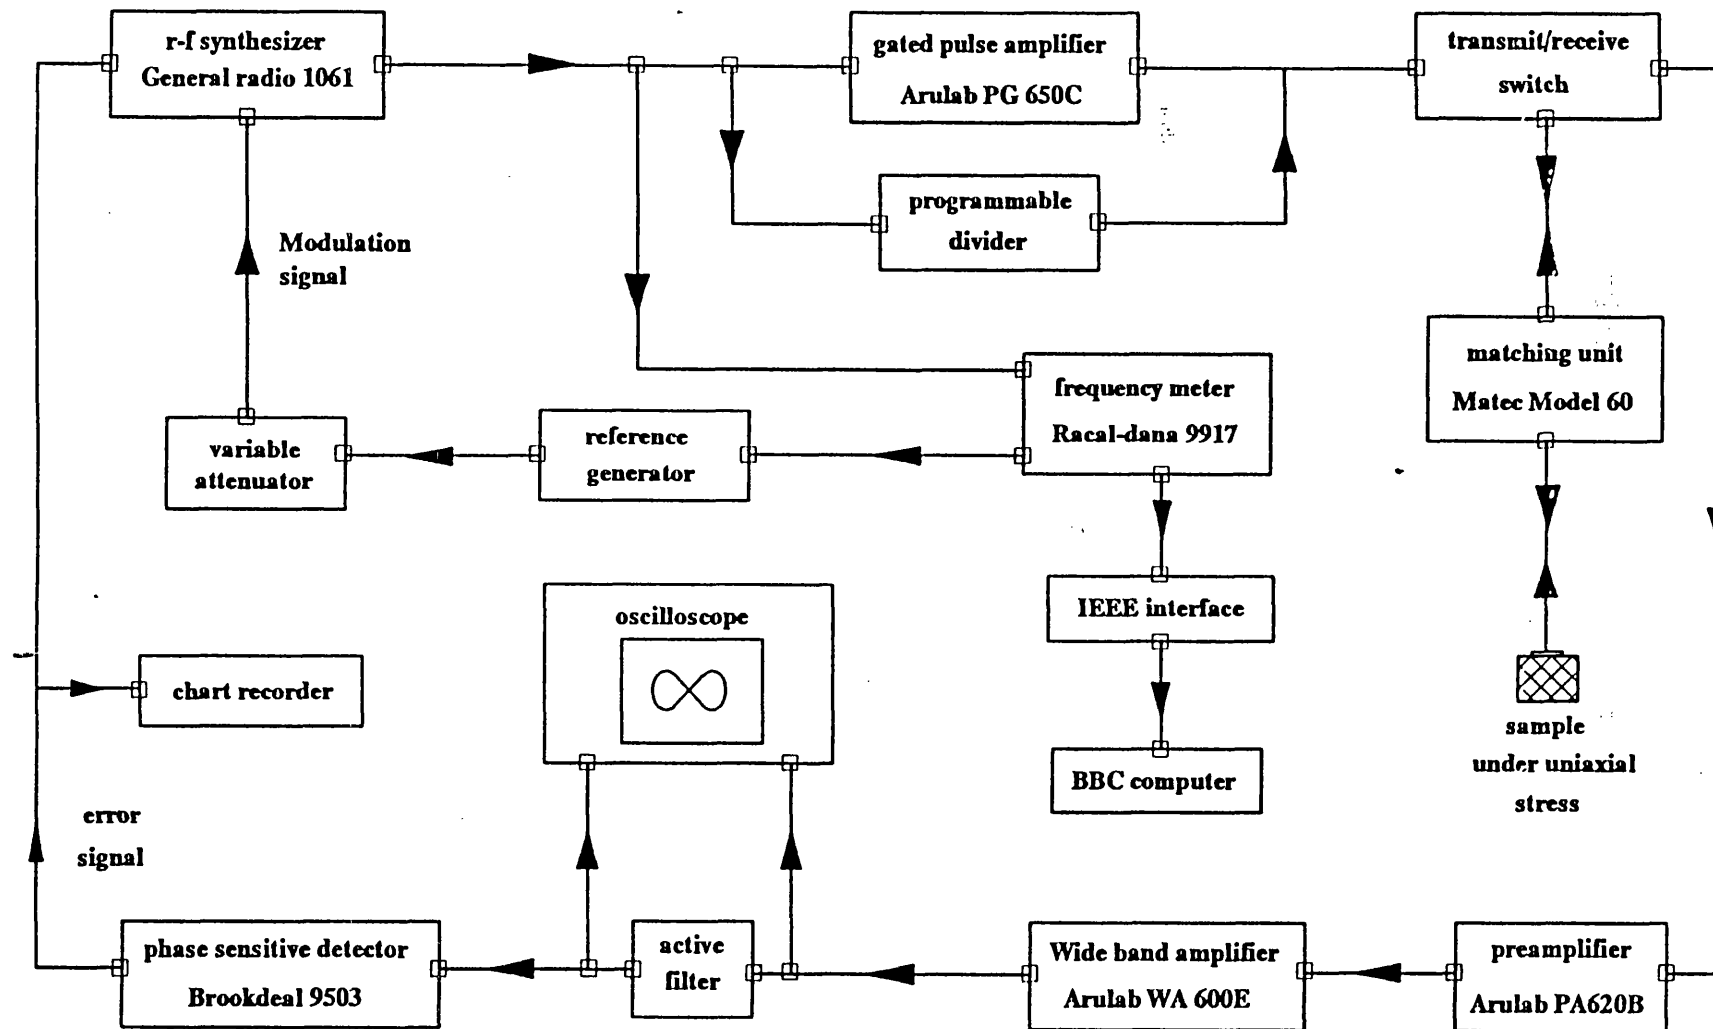 r-f synthesizer
General radio 1061
gated pulse amplifier
Arulab PG 650C
transmit/receive
switch
programmable
divider
Modulation
signal
matching unit
Matec Model 60
frequency meter
Racal-dana 9917
reference
generator
variable
attenuator
IEEE interface
oscilloscope
chart recorder
sample
under uniaxial
stress
BBC computer
error
signal
phase sensitive detector
Brookdeal 9503
active
filter
Wide band amplifier
Arulab WA 600E
preamplifier
Arulab PA620B